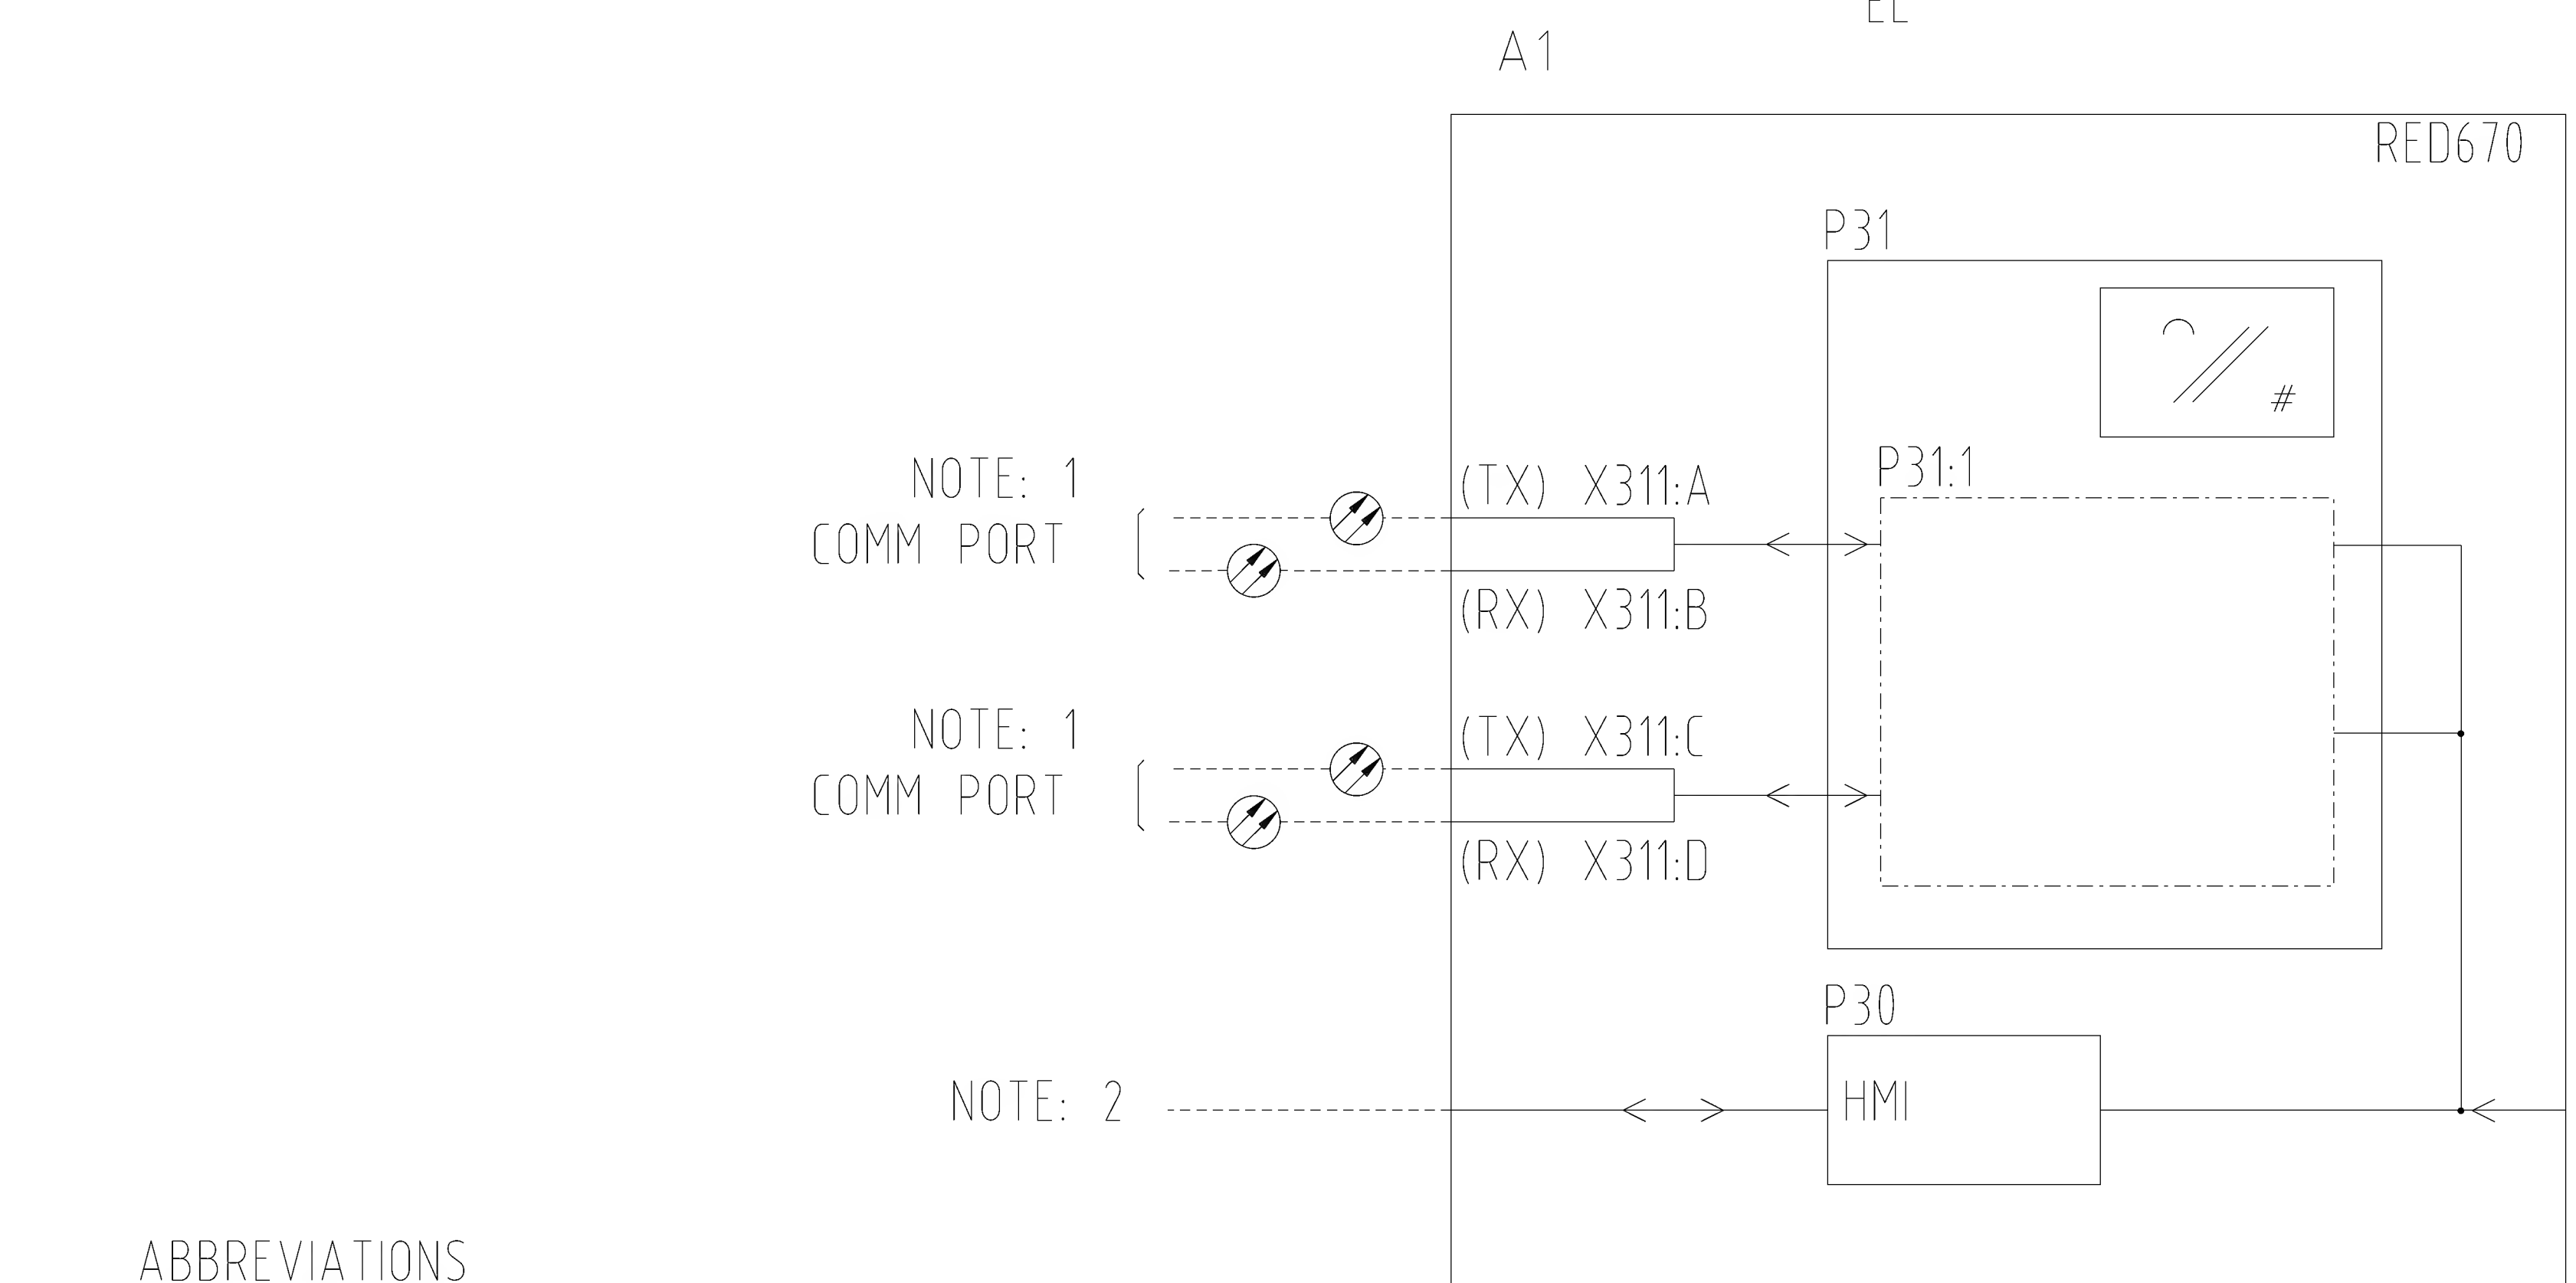 EL
A1
RED670
P31
#
NOTE: 1
COMM PORT
(TX) X311:A
P31:1
(RX) X311:B
NOTE: 1
COMM PORT
(TX) X311:C
(RX) X311:D
P30
NOTE: 2
HMI
ABBREVIATIONS